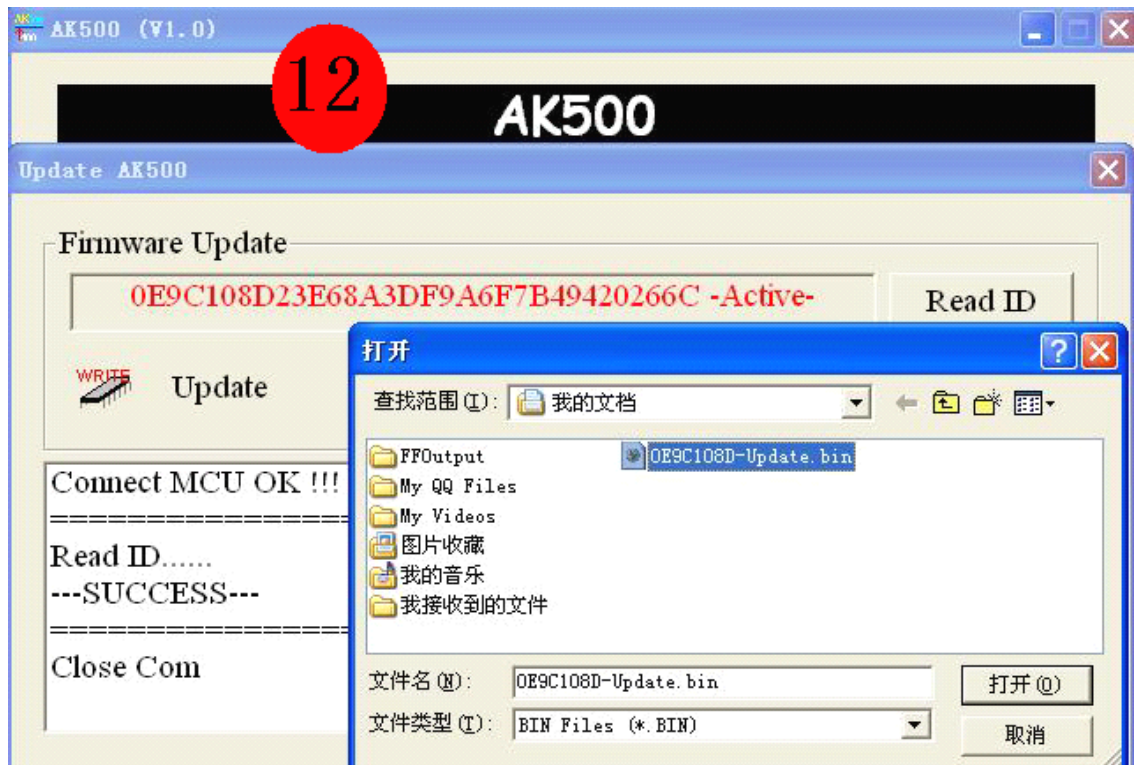 AK500 (V1.0)
12
AK500
Update AK500
Firmware Update
0E9C108D23E68A3DF9A6F7B49420266C -Active-
Read ID
WRITE
Update
打开
查找范围(I):
我的文档
FFOutput
0E9C108D-Update.bin
My QQ Files
My Videos
图片收藏
我的音乐
我接收到的文件
Connect MCU OK !!!
==================
Read ID......
---SUCCESS---
==================
Close Com
文件名(N):
0E9C108D-Update.bin
打开(O)
文件类型(T):
BIN Files (*.BIN)
取消